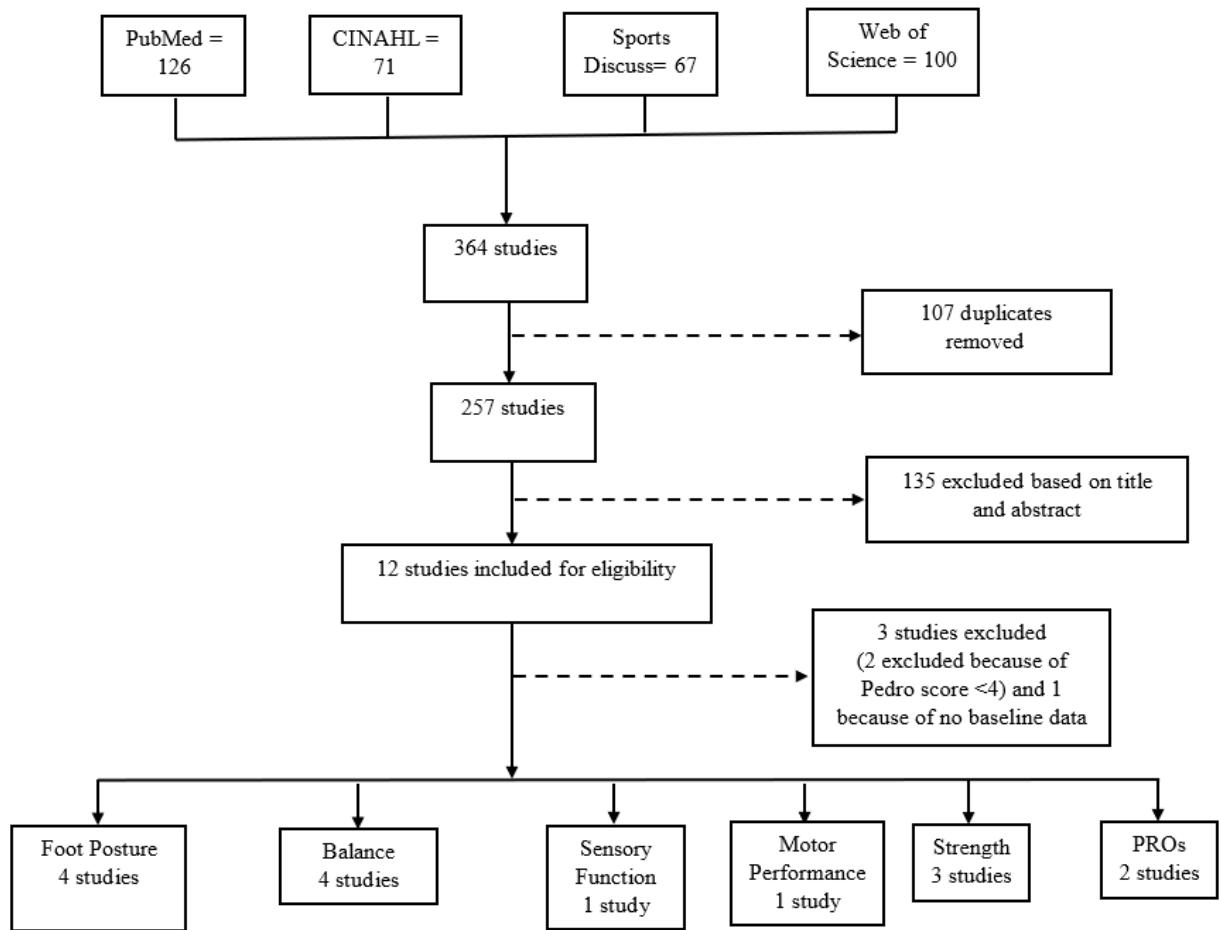 PubMed =
126
CINAHL =
71
Sports
Discuss= 67
Web of
Science = 100
364 studies
107 duplicates
removed
257 studies
135 excluded based on title
and abstract
12 studies included for eligibility
3 studies excluded
(2 excluded because of
Pedro score <4) and 1
because of no baseline data
Foot Posture
4 studies
Balance
4 studies
Sensory
Function
1 study
Motor
Performance
1 study
Strength
3 studies
PROs
2 studies